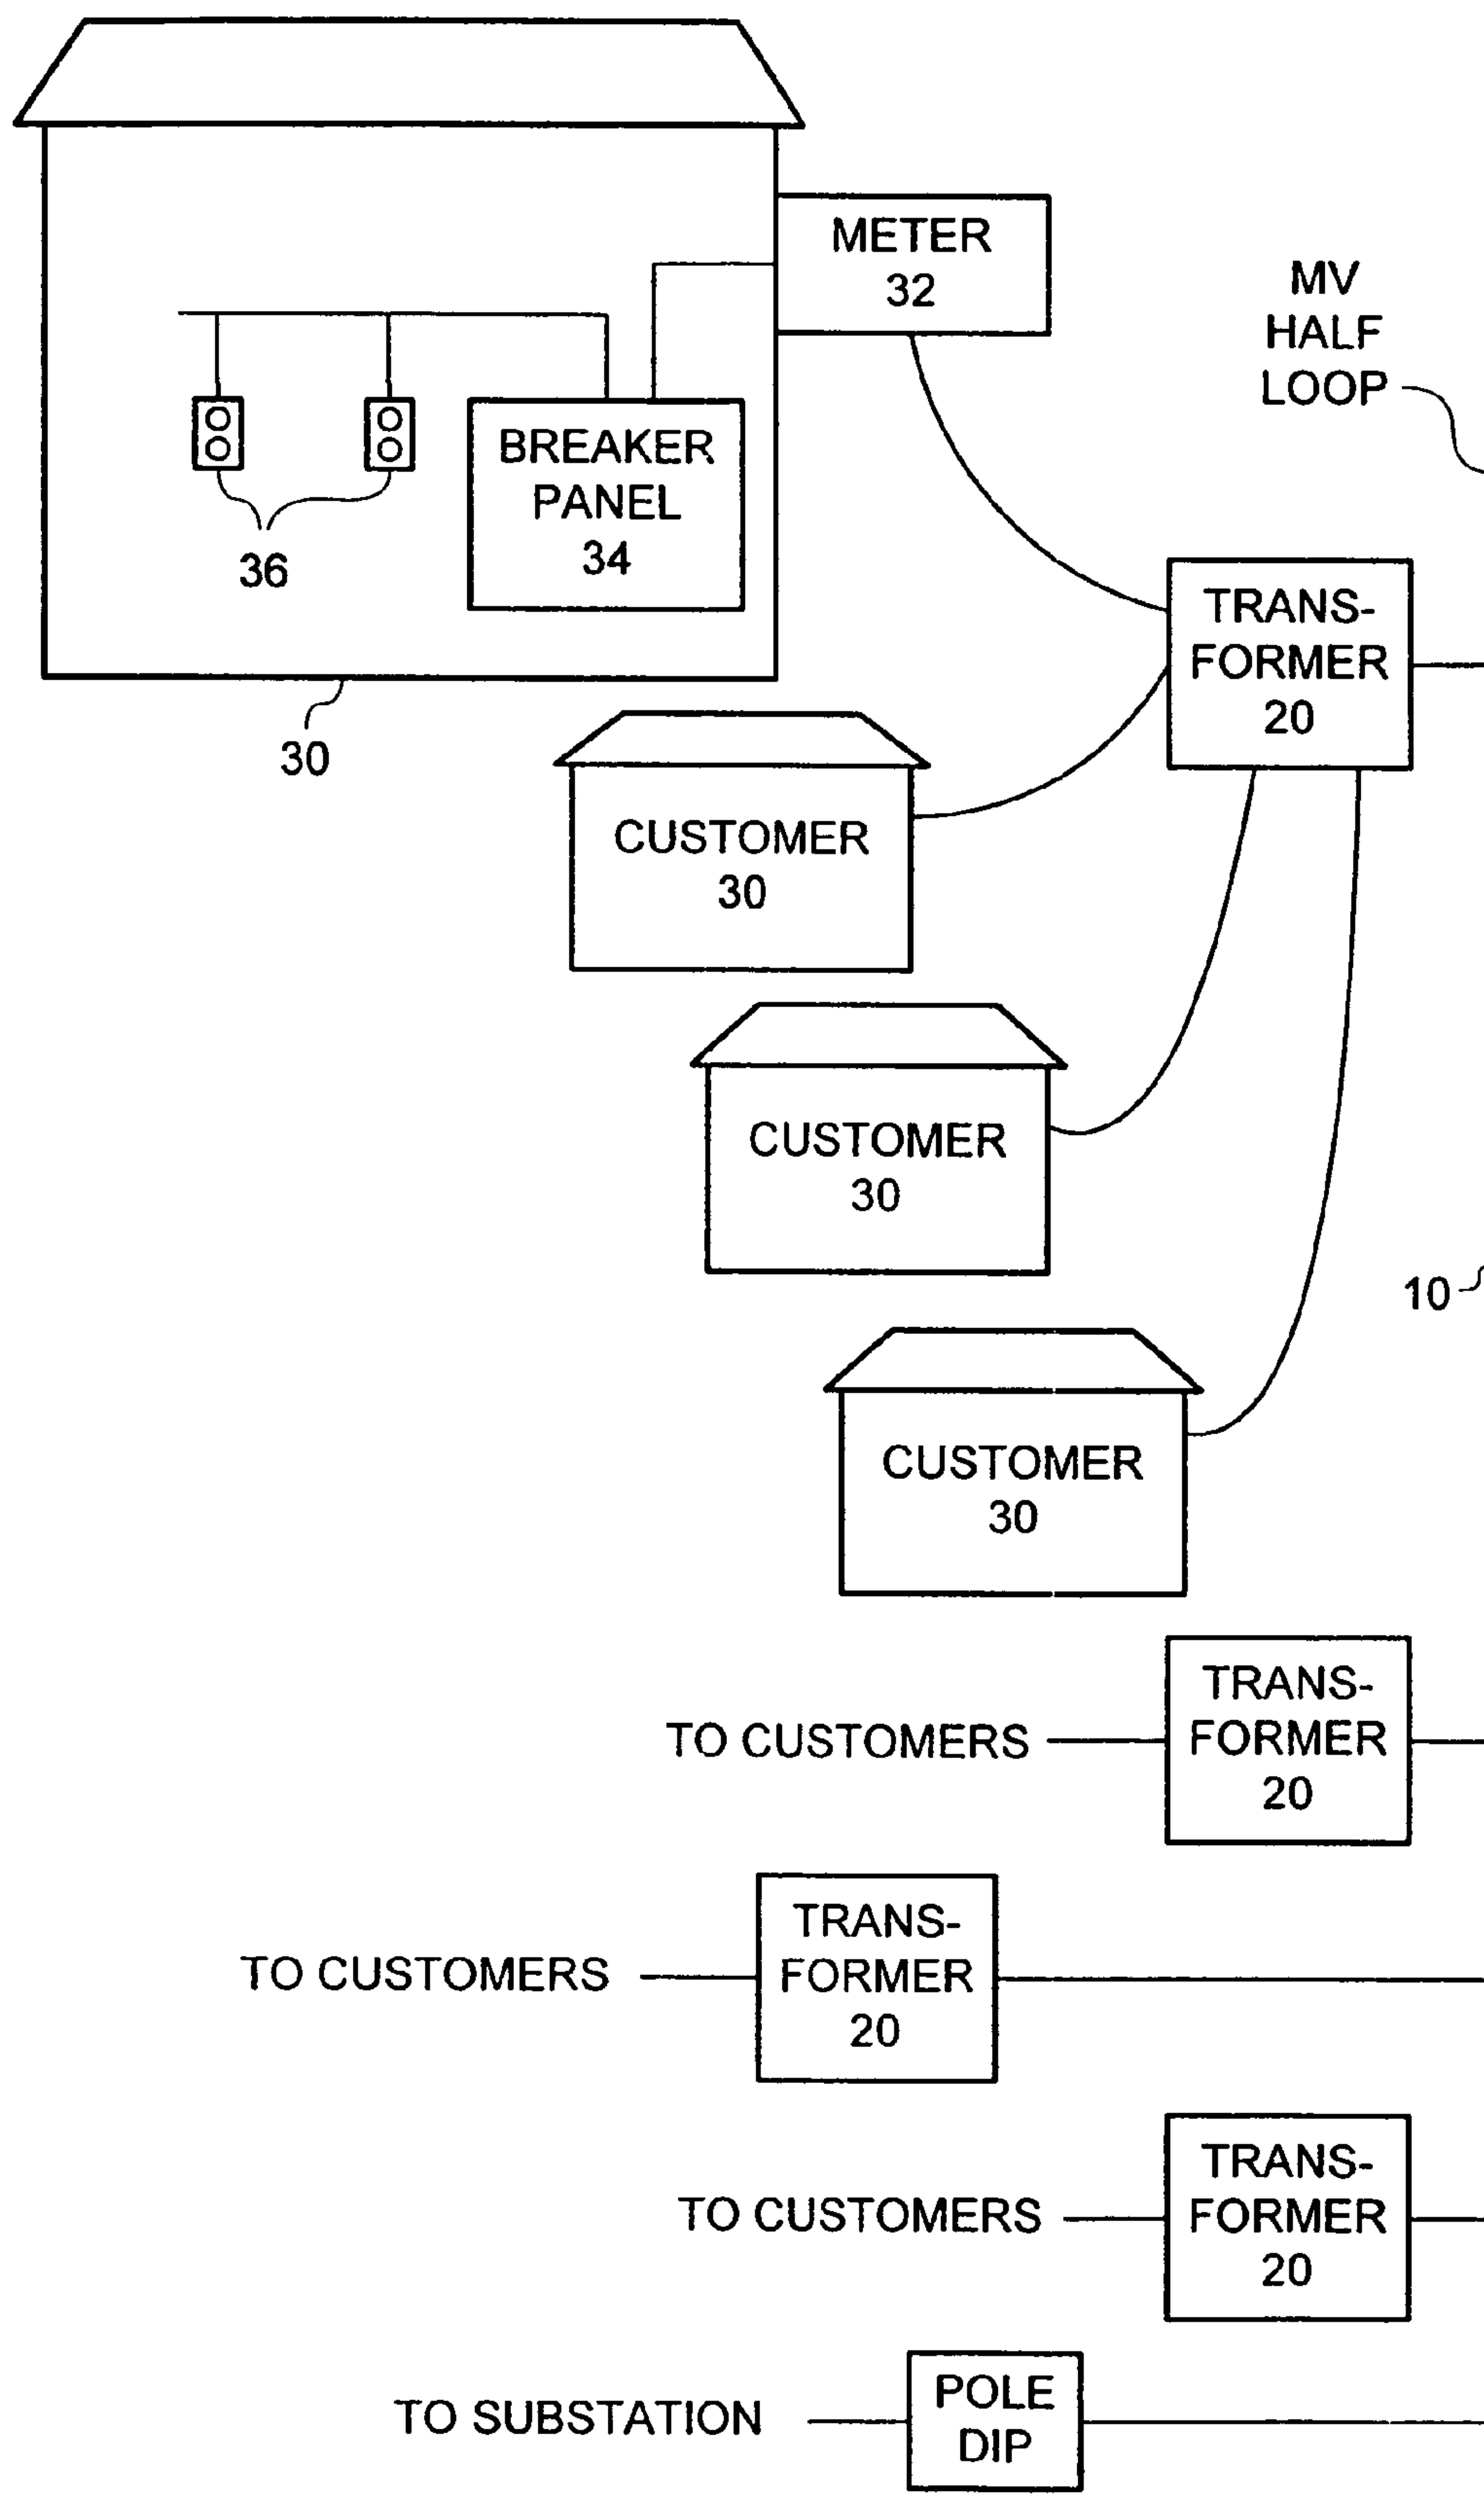 METER
32
MV
HALF
LOOP
BREAKER
PANEL
34
36
TRANS-
FORMER
20
30
CUSTOMER
30
CUSTOMER
30
10
CUSTOMER
30
TRANS-
FORMER
20
TO CUSTOMERS
TRANS-
FORMER
20
TO CUSTOMERS
TRANS-
FORMER
20
TO CUSTOMERS
POLE
DIP
TO SUBSTATION